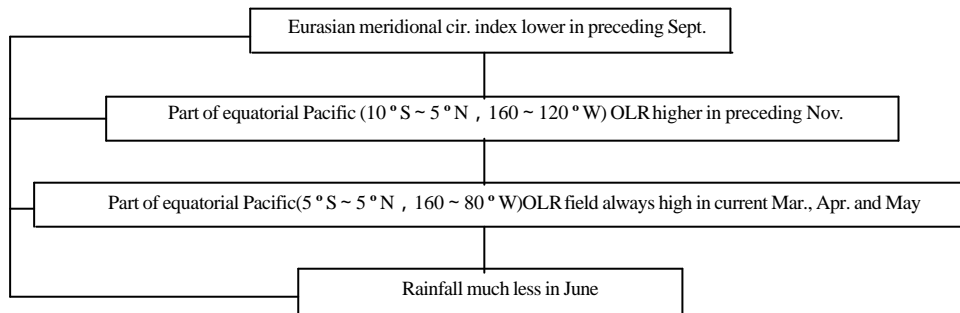 Eurasian meridional cir. index lower in preceding Sept.
Part of equatorial Pacific (10°S~5°N，160~120°W) OLR higher in preceding Nov.
Part of equatorial Pacific(5°S~5°N，160~80°W)OLR field always high in current Mar., Apr. and May
Rainfall much less in June